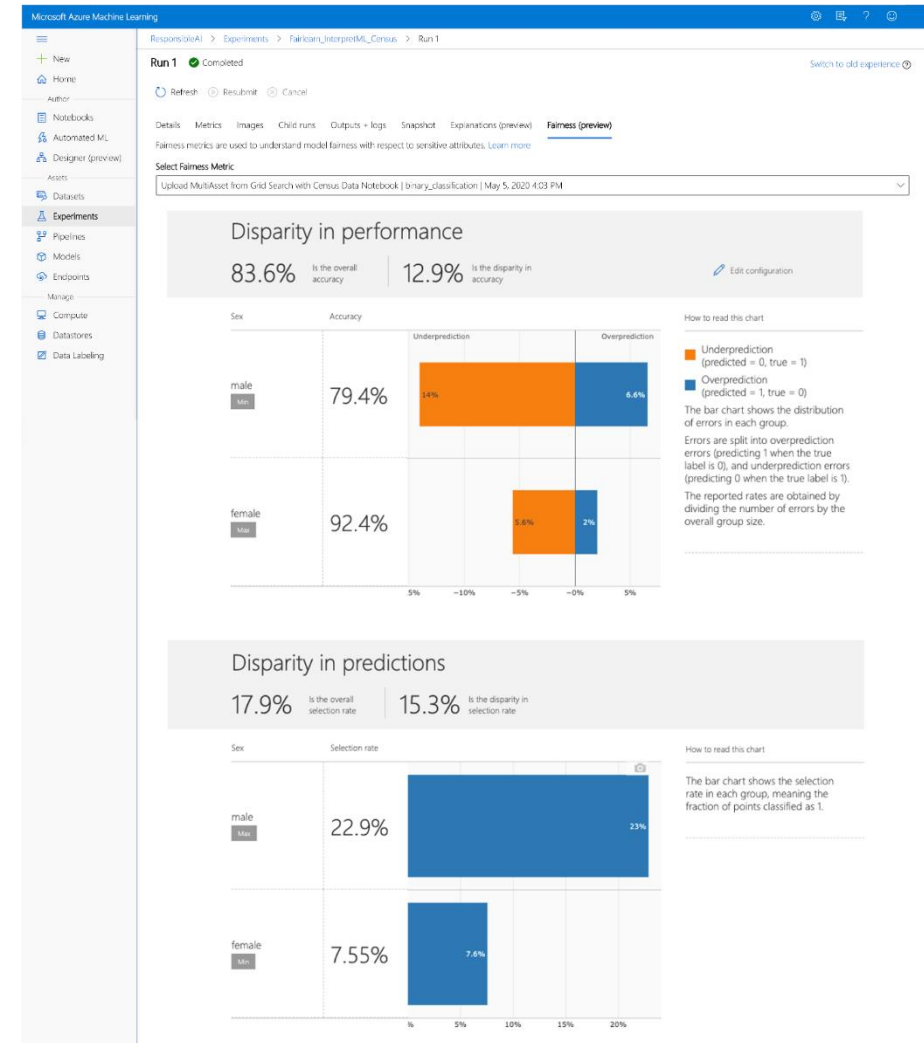 Microsoft Azure Machine Learning
ResponsibleAI > Experiments > Fairlearn_InterpretML_Census > Run 1
New
Home
Author
Notebooks
Automated ML
Designer (preview)
Assets
Datasets
Experiments
Pipelines
Models
Endpoints
Manage
Compute
Datastores
Data Labeling
Run 1 Completed
Switch to old experience
Refresh Resubmit Cancel
Details Metrics Images Child runs Outputs + logs Snapshot Explanations (preview) Fairness (preview)
Fairness metrics are used to understand model fairness with respect to sensitive attributes. Learn more
Select Fairness Metric
Upload MultiAsset from Grid Search with Census Data Notebook | binary_classification | May 5, 2020 4:03 PM
Disparity in performance
83.6% Is the overall accuracy
12.9% Is the disparity in accuracy
Edit configuration
Sex Accuracy
Underprediction Overprediction
male
Min
79.4%
14% 6.6%
female
Max
92.4%
5.6% 2%
5% −10% −5% −0% 5%
How to read this chart
Underprediction
(predicted = 0, true = 1)
Overprediction
(predicted = 1, true = 0)
The bar chart shows the distribution
of errors in each group.
Errors are split into overprediction
errors (predicting 1 when the true
label is 0), and underprediction errors
(predicting 0 when the true label is 1).
The reported rates are obtained by
dividing the number of errors by the
overall group size.
Disparity in predictions
17.9% Is the overall selection rate
15.3% Is the disparity in selection rate
Sex Selection rate
male
Max
22.9%
23%
female
Min
7.55%
7.6%
% 5% 10% 15% 20%
How to read this chart
The bar chart shows the selection
rate in each group, meaning the
fraction of points classified as 1.